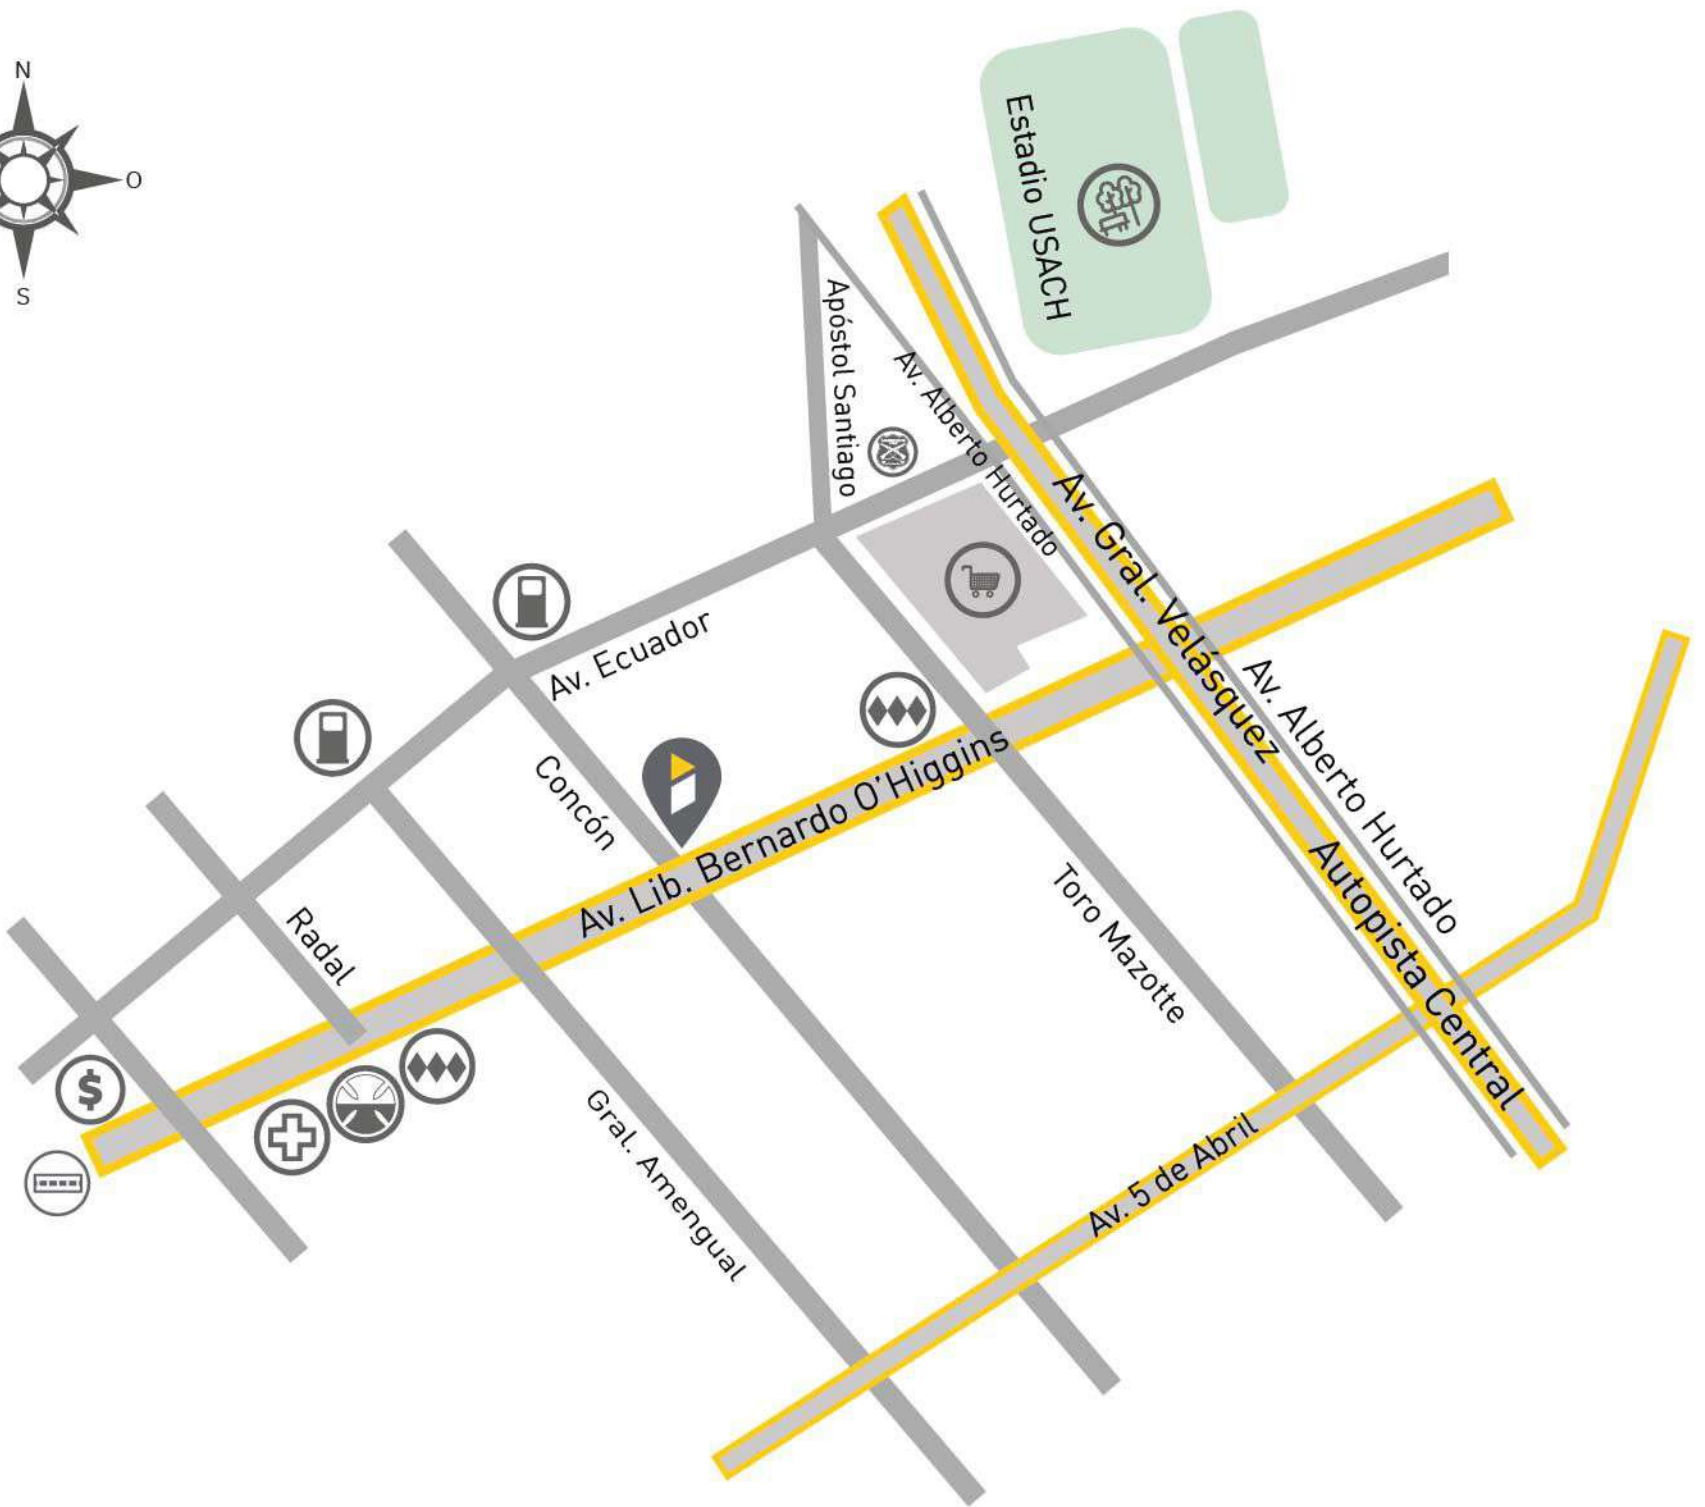 N
O
S
Estadio USACH
Apóstol Santiago
Av. Alberto Hurtado
Av. Gral. Velásquez
Av. Ecuador
Av. Alberto Hurtado
Concón
Av. Lib. Bernardo O'Higgins
Autopista Central
Toro Mazotte
Radal
$
Gral. Amengual
Av. 5 de Abril